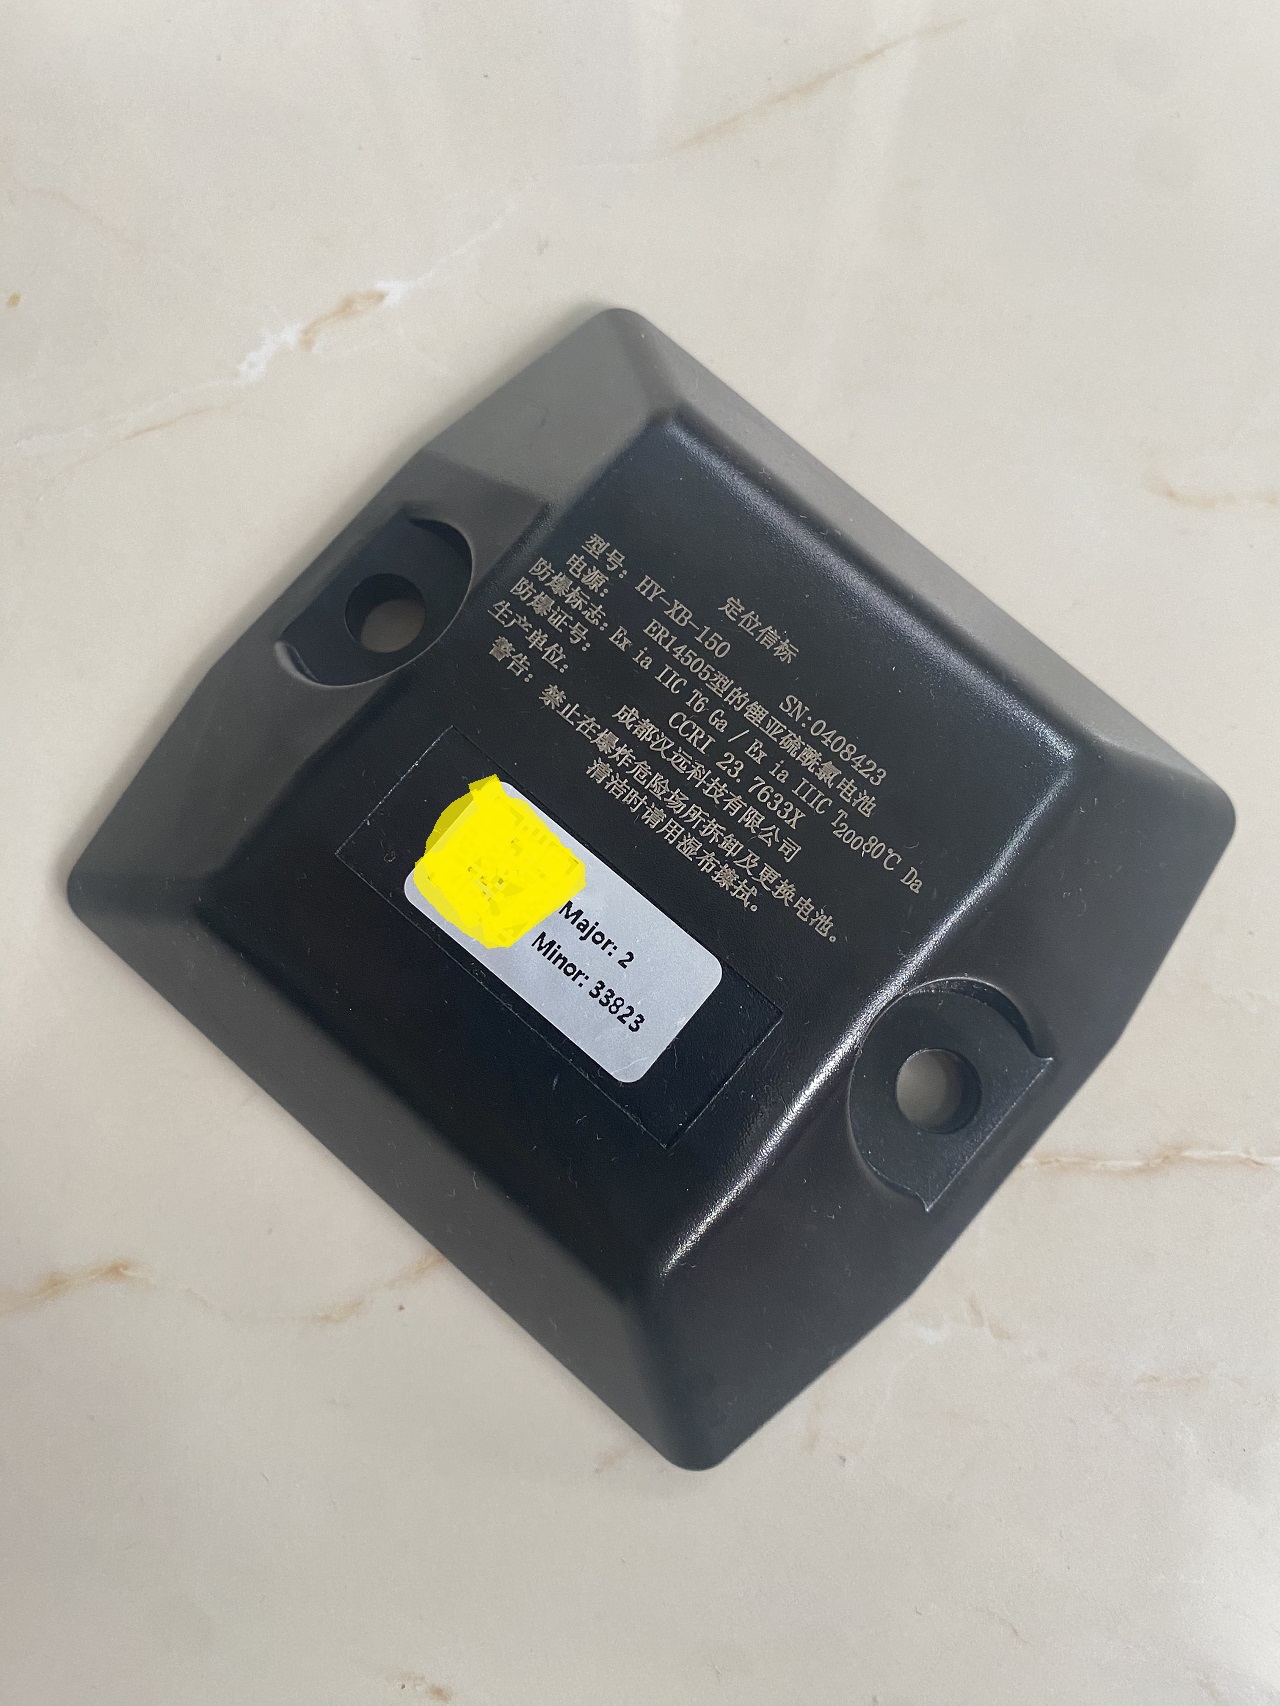 定位信标
型号: HY-XB-150 SN:0408423
电源: ER14505型的锂亚硫酰氯电池
防爆标志: Ex ia IIC T6 Ga / Ex ia IIIC T20080℃ Da
防爆证号: CCRI 23.7633X
生产单位: 成都汉远科技有限公司
警告: 禁止在爆炸危险场所拆卸及更换电池。
清洁时请用湿布擦拭。
Major: 2
Minor: 33823